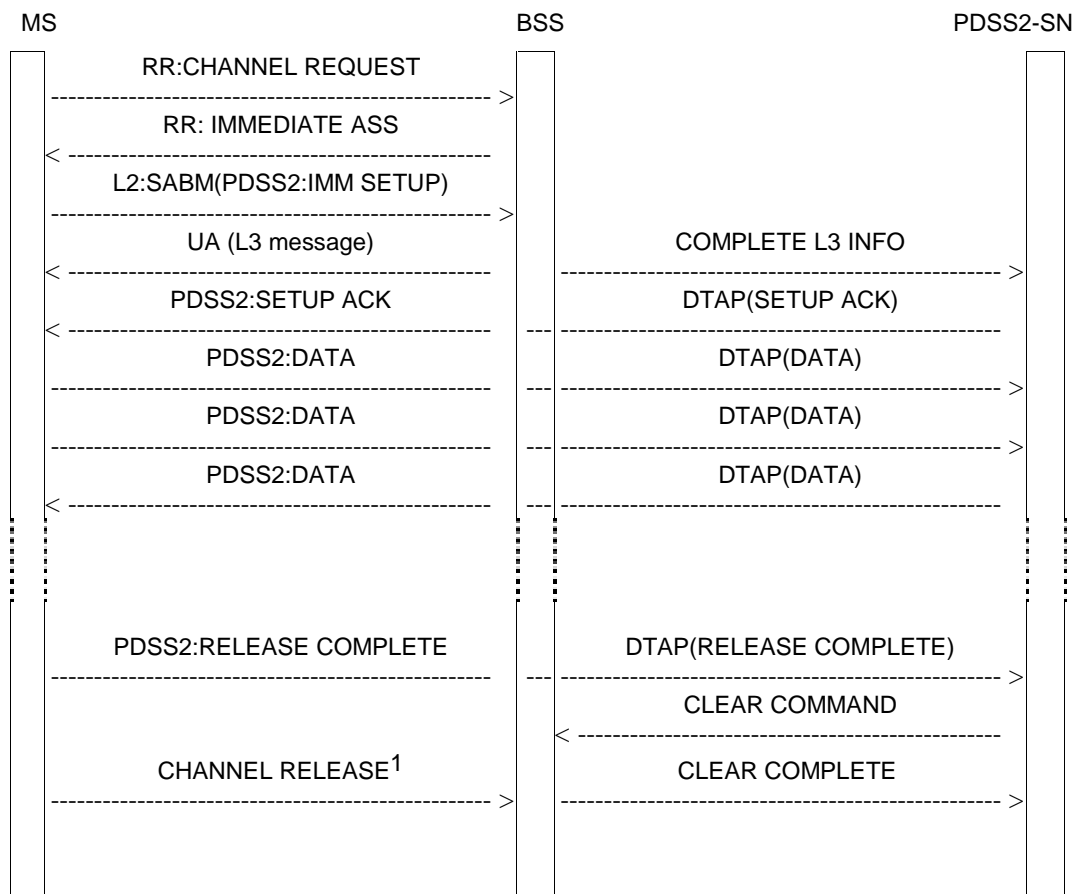 MS BSS PDSS2-SN
RR:CHANNEL REQUEST
RR: IMMEDIATE ASS
L2:SABM(PDSS2:IMM SETUP)
UA (L3 message) COMPLETE L3 INFO
PDSS2:SETUP ACK DTAP(SETUP ACK)
PDSS2:DATA DTAP(DATA)
PDSS2:DATA DTAP(DATA)
PDSS2:DATA DTAP(DATA)
PDSS2:RELEASE COMPLETE DTAP(RELEASE COMPLETE)
CLEAR COMMAND
CHANNEL RELEASE1 CLEAR COMPLETE